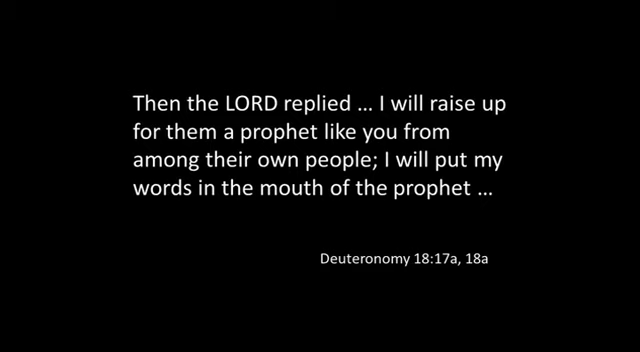 Then the LORD replied … I will raise up
for them a prophet like you from
among their own people; I will put my
words in the mouth of the prophet …
Deuteronomy 18:17a, 18a